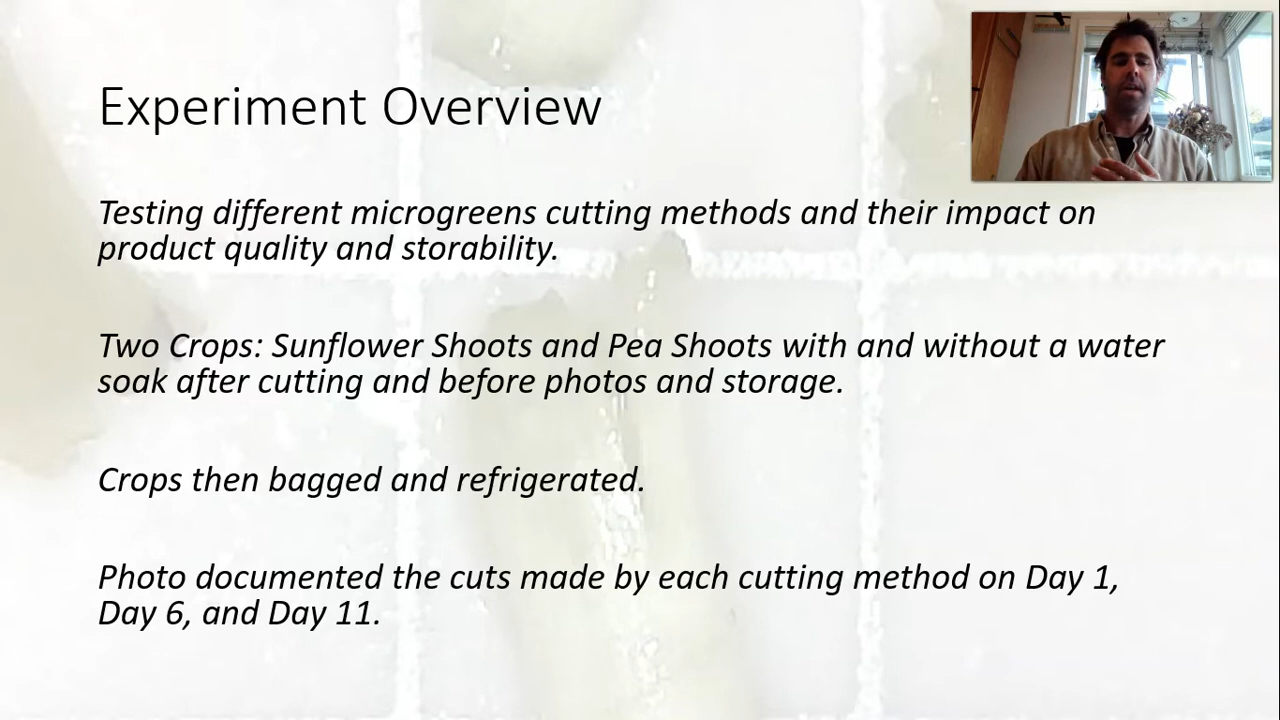 Experiment Overview
Testing different microgreens cutting methods and their impact on
product quality and storability.
Two Crops: Sunflower Shoots and Pea Shoots with and without a water
soak after cutting and before photos and storage.
Crops then bagged and refrigerated.
Photo documented the cuts made by each cutting method on Day 1,
Day 6, and Day 11.